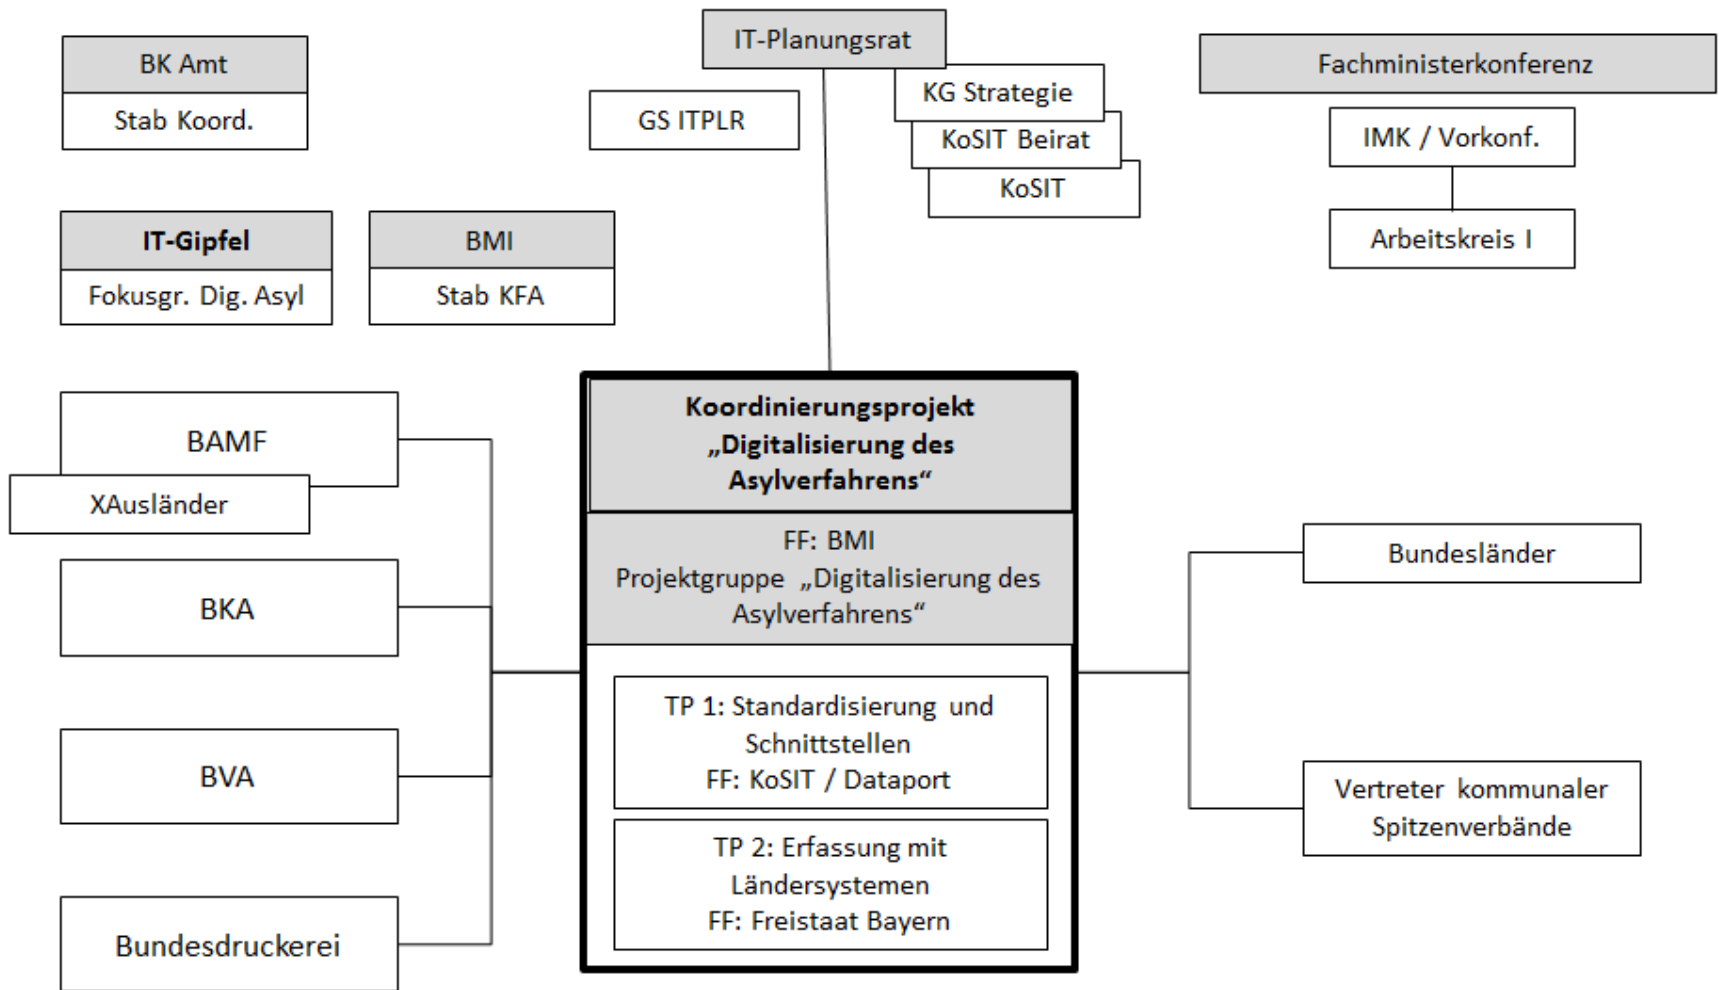 BK Amt
Stab Koord.
IT-Planungsrat
GS ITPLR
KG Strategie
KoSIT Beirat
KoSIT
Fachministerkonferenz
IMK / Vorkonf.
Arbeitskreis I
IT-Gipfel
Fokusgr. Dig. Asyl
BMI
Stab KFA
BAMF
XAusländer
BKA
BVA
Bundesdruckerei
Koordinierungsprojekt
„Digitalisierung des
Asylverfahrens“
FF: BMI
Projektgruppe „Digitalisierung des
Asylverfahrens“
TP 1: Standardisierung und
Schnittstellen
FF: KoSIT / Dataport
TP 2: Erfassung mit
Ländersystemen
FF: Freistaat Bayern
Bundesländer
Vertreter kommunaler
Spitzenverbände